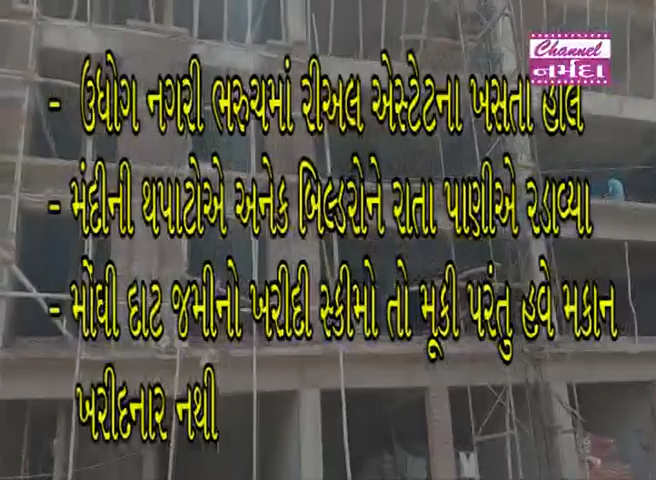 Channel
નર્મદા
- ઉધોગ નગરી ભરુચમાં રીઅલ એસ્ટેટના ખસતા હાલ
- મંદીની થપાટોએ અનેક બિલ્ડરોને રાતા પાણીએ રડાવ્યા
- મોંઘી દાટ જમીનો ખરીદી સ્કીમો તો મૂકી પરંતુ હવે મકાન
ખરીદનાર નથી